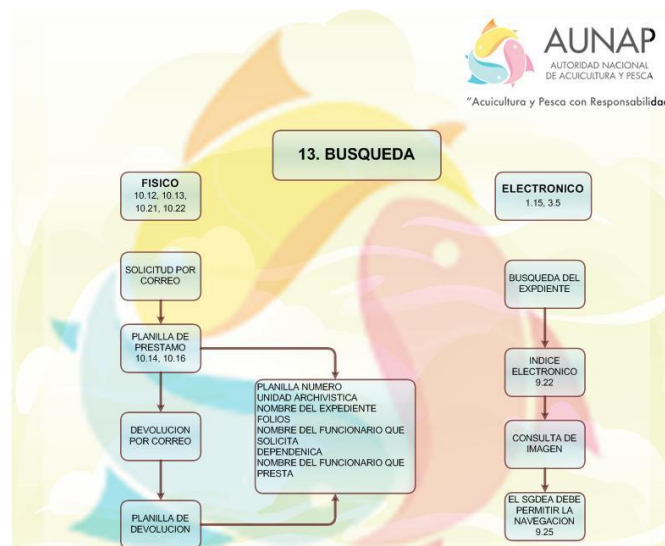 AUNAP
AUTORIDAD NACIONAL
DE ACUICULTURA Y PESCA
"Acuicultura y Pesca con Responsabilidad
13. BUSQUEDA
FISICO
10.12, 10.13,
10.21, 10.22
ELECTRONICO
1.15, 3.5
SOLICITUD POR
CORREO
PLANILLA DE
PRESTAMO
10.14, 10.16
DEVOLUCION
POR CORREO
PLANILLA DE
DEVOLUCION
PLANILLA NUMERO
UNIDAD ARCHIVISTICA
NOMBRE DEL EXPEDIENTE
FOLIOS
NOMBRE DEL FUNCIONARIO QUE
SOLICITA
DEPENDENICA
NOMBRE DEL FUNCIONARIO QUE
PRESTA
BUSQUEDA DEL
EXPDIENTE
INDICE
ELECTRONICO
9.22
CONSULTA DE
IMAGEN
EL SGDEA DEBE
PERMITIR LA
NAVEGACION
9.25